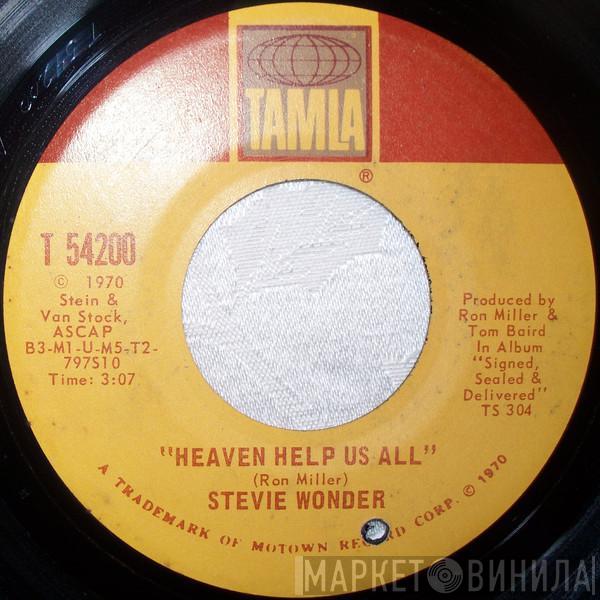 TAMLA
®
T 54200
© 1970
Stein &
Van Stock,
ASCAP
B3-M1-U-M5-T2-
797S10
Time: 3:07
Produced by
Ron Miller &
Tom Baird
In Album
"Signed,
Sealed &
Delivered"
TS 304
"HEAVEN HELP US ALL"
(Ron Miller)
STEVIE WONDER
A TRADEMARK OF MOTOWN RECORD CORP. © 1970
МАРКЕТ ВИНИЛА